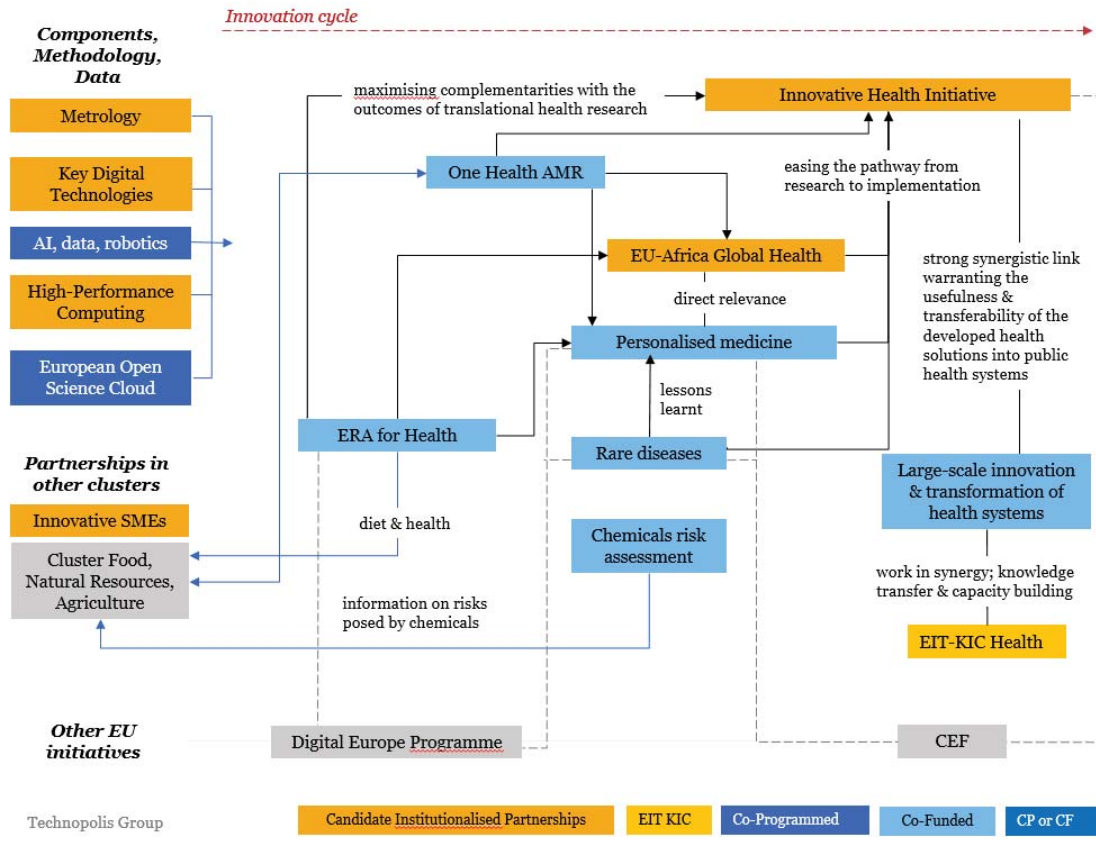 Innovation cycle
Components,
Methodology,
Data
Metrology
Key Digital
Technologies
AI, data, robotics
High-Performance
Computing
European Open
Science Cloud
maximising complementarities with the
outcomes of translational health research
Innovative Health Initiative
One Health AMR
easing the pathway from
research to implementation
EU-Africa Global Health
direct relevance
Personalised medicine
strong synergistic link
warranting the
usefulness &
transferability of the
developed health
solutions into public
health systems
lessons
learnt
ERA for Health
Rare diseases
Partnerships in
other clusters
Innovative SMEs
Cluster Food,
Natural Resources,
Agriculture
diet & health
Chemicals risk
assessment
information on risks
posed by chemicals
Large-scale innovation
& transformation of
health systems
work in synergy; knowledge
transfer & capacity building
EIT-KIC Health
Other EU
initiatives
Digital Europe Programme
CEF
Technopolis Group
Candidate Institutionalised Partnerships
EIT KIC
Co-Programmed
Co-Funded
CP or CF